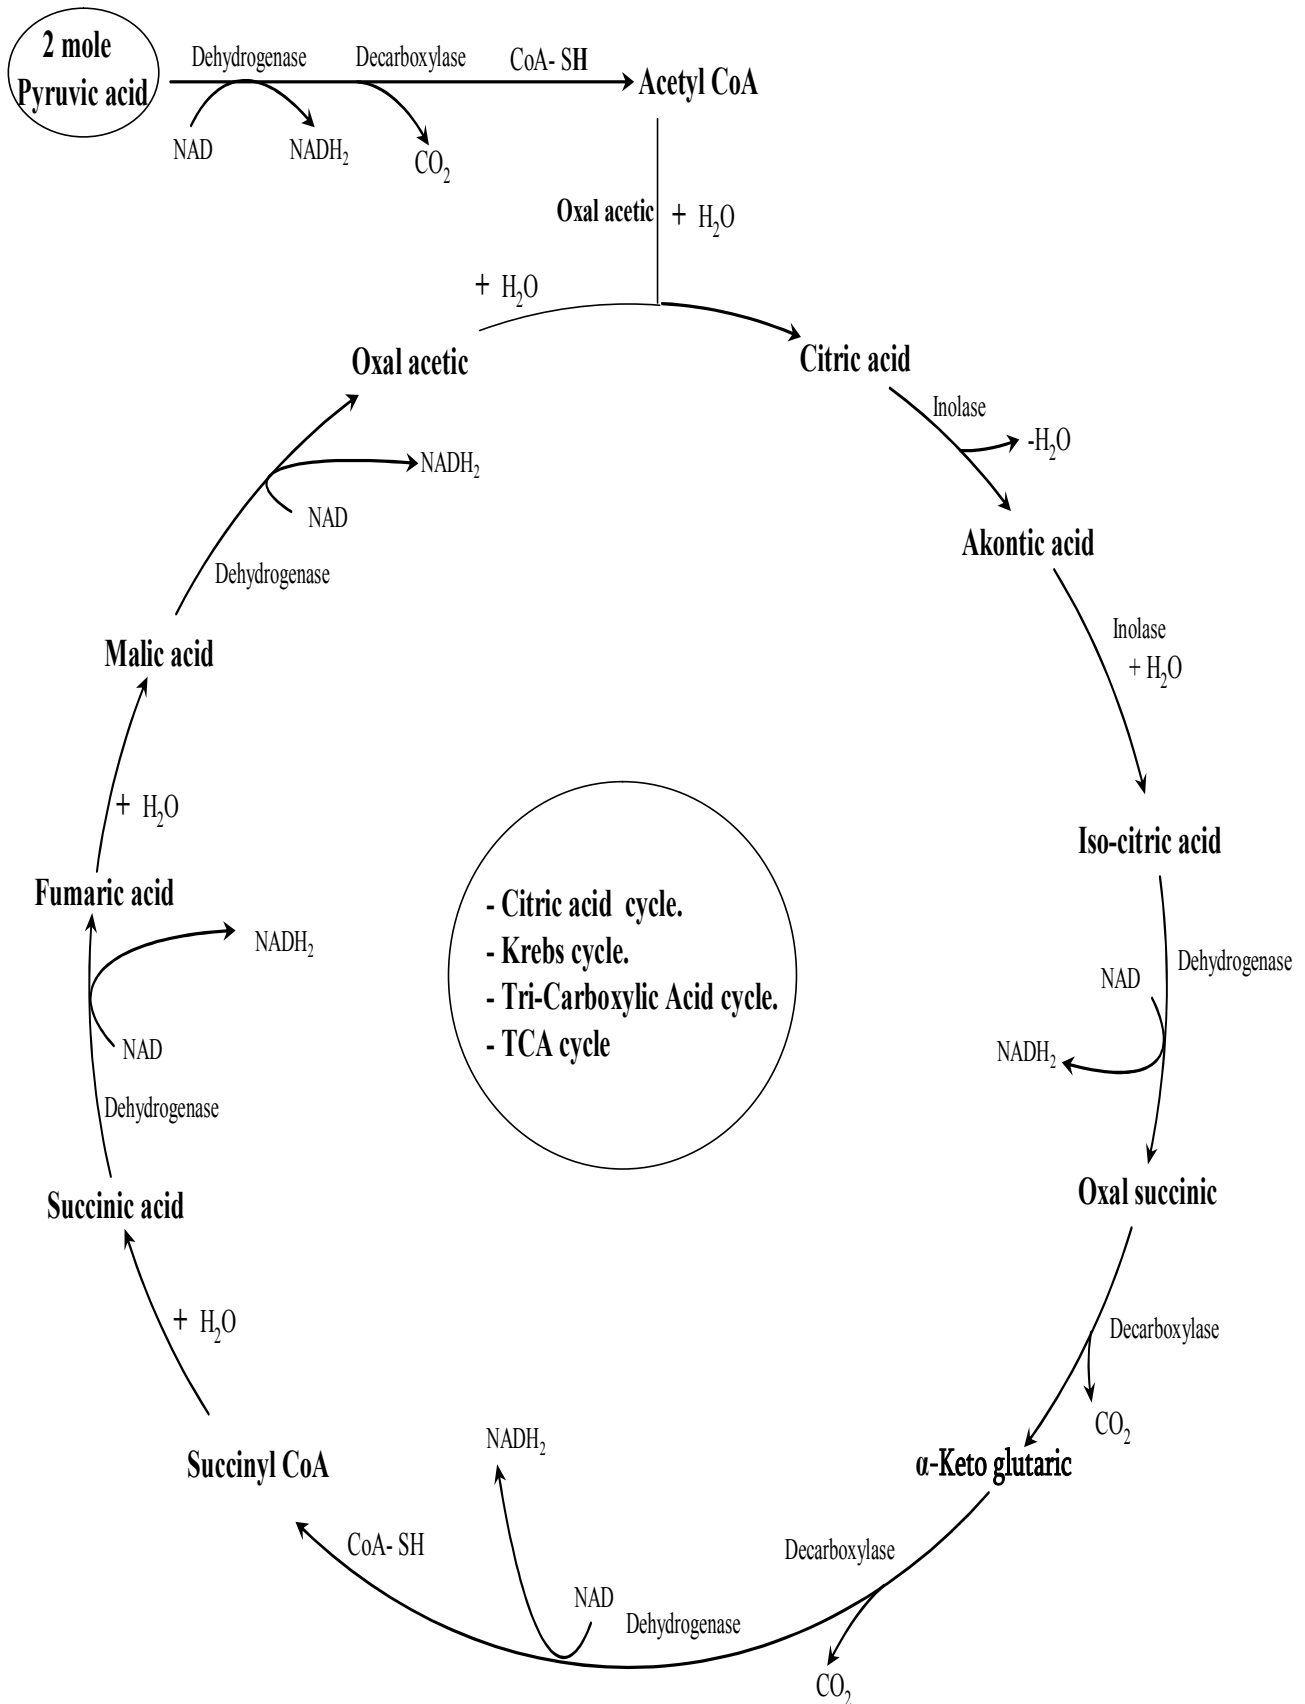 2 mole
Pyruvic acid
Dehydrogenase
Decarboxylase
CoA- SH
Acetyl CoA
NAD
NADH₂
CO₂
Oxal acetic
+ H₂O
+ H₂O
Oxal acetic
Citric acid
Inolase
-H₂O
NADH₂
NAD
Akontic acid
Dehydrogenase
Inolase
+ H₂O
Malic acid
+ H₂O
Iso-citric acid
Fumaric acid
- Citric acid cycle.
- Krebs cycle.
- Tri-Carboxylic Acid cycle.
- TCA cycle
NADH₂
Dehydrogenase
NAD
NADH₂
NAD
Dehydrogenase
Succinic acid
Oxal succinic
+ H₂O
Decarboxylase
CO₂
NADH₂
Succinyl CoA
α-Keto glutaric
CoA- SH
Decarboxylase
NAD
Dehydrogenase
CO₂